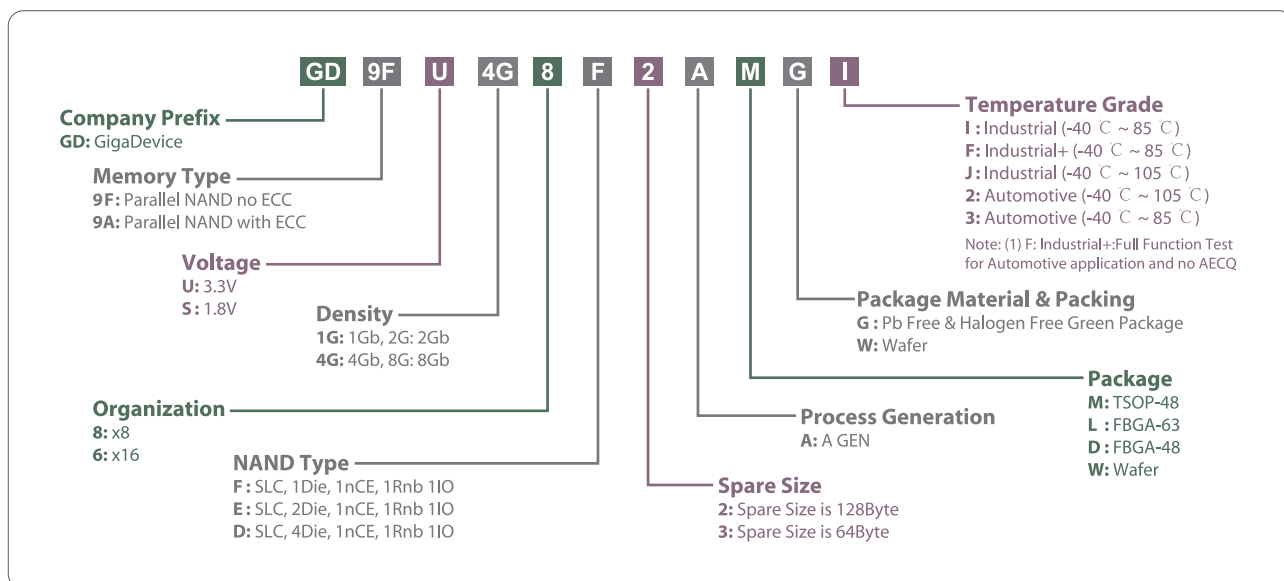 GD 9F U 4G 8 F 2 A M G I
Company Prefix
GD: GigaDevice
Memory Type
9F: Parallel NAND no ECC
9A: Parallel NAND with ECC
Voltage
U: 3.3V
S : 1.8V
Density
1G: 1Gb, 2G: 2Gb
4G: 4Gb, 8G: 8Gb
Organization
8: x8
6: x16
NAND Type
F : SLC, 1Die, 1nCE, 1Rnb 1IO
E : SLC, 2Die, 1nCE, 1Rnb 1IO
D: SLC, 4Die, 1nCE, 1Rnb 1IO
Temperature Grade
I : Industrial (-40 ℃ ~ 85 ℃)
F: Industrial+ (-40 ℃ ~ 85 ℃)
J: Industrial (-40 ℃ ~ 105 ℃)
2: Automotive (-40 ℃ ~ 105 ℃)
3: Automotive (-40 ℃ ~ 85 ℃)
Note: (1) F: Industrial+:Full Function Test
for Automotive application and no AECQ
Package Material & Packing
G : Pb Free & Halogen Free Green Package
W: Wafer
Package
M: TSOP-48
L : FBGA-63
D : FBGA-48
W: Wafer
Process Generation
A: A GEN
Spare Size
2: Spare Size is 128Byte
3: Spare Size is 64Byte